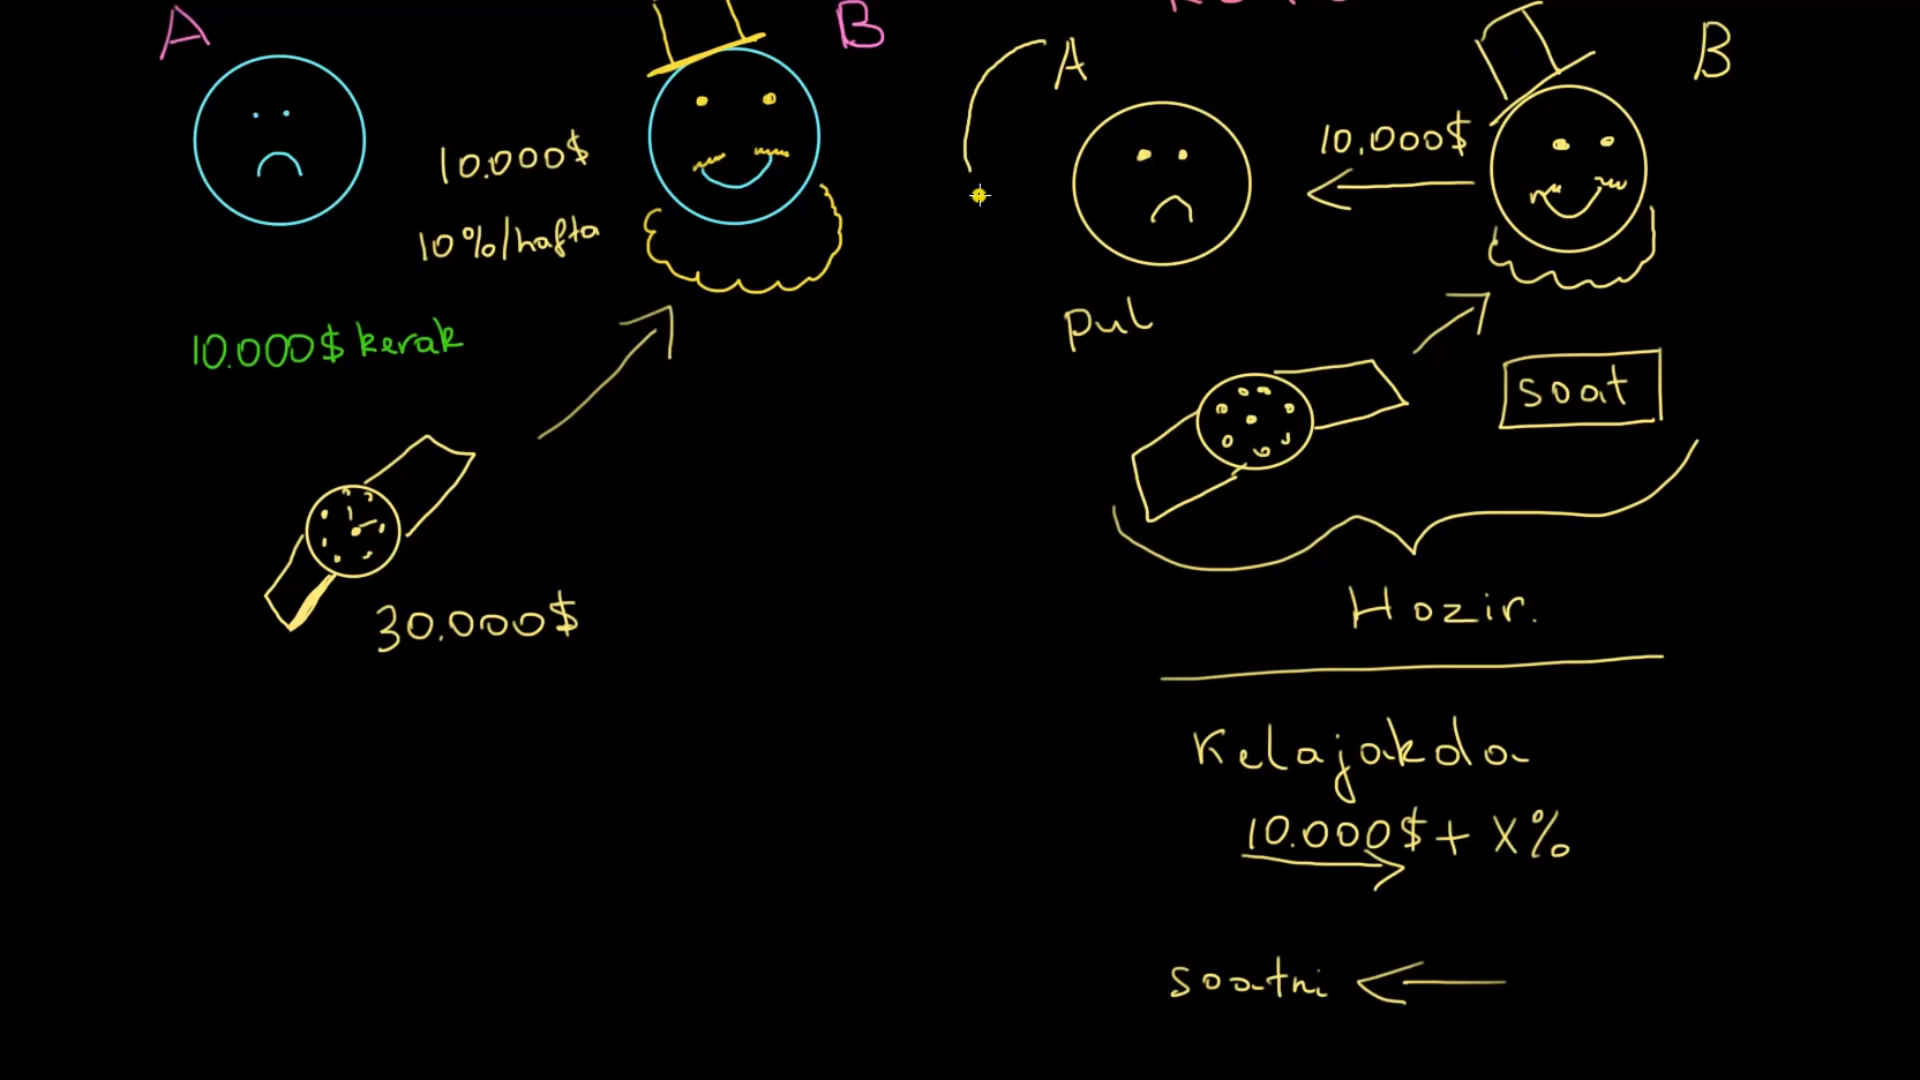 A
B
10.000$
10%/hafta
10.000$ kerak
30.000$
A
B
10.000$
pul
soat
Hozir.
Kelajakda
10.000$ + X%
soatni